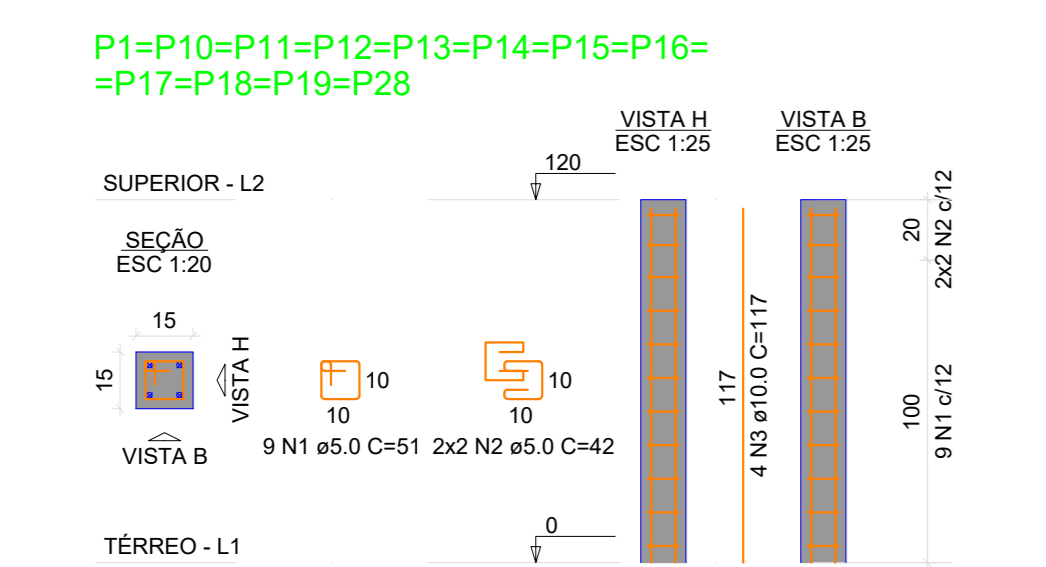 P1=P10=P11=P12=P13=P14=P15=P16=
=P17=P18=P19=P28
VISTA H
ESC 1:25
VISTA B
ESC 1:25
SUPERIOR - L2
120
SEÇÃO
ESC 1:20
15
15
VISTA H
VISTA B
10
10
9 N1 ø5.0 C=51
10
10
2x2 N2 ø5.0 C=42
117
4 N3 ø10.0 C=117
20
2x2 N2 c/12
100
9 N1 c/12
TÉRREO - L1
0